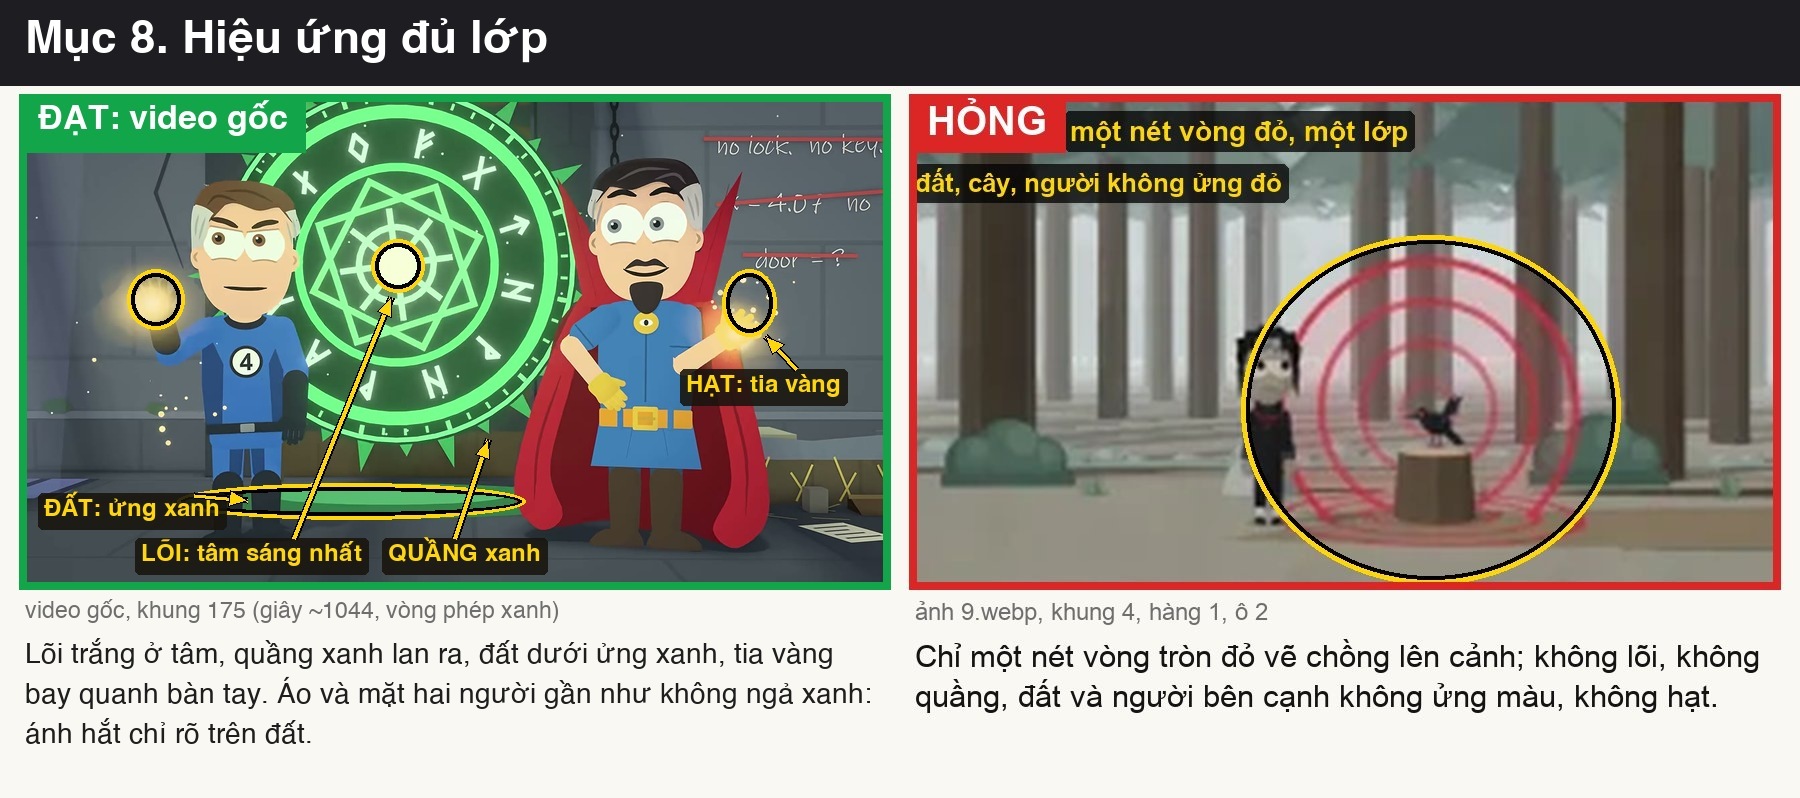 Mục 8. Hiệu ứng đủ lớp
ĐẠT: video gốc
no lock. no key.
4.0 no
door = ?
4
HẠT: tia vàng
ĐẤT: ứng xanh
LÕI: tâm sáng nhất
QUẦNG xanh
video gốc, khung 175 (giây ~1044, vòng phép xanh)
Lõi trắng ở tâm, quầng xanh lan ra, đất dưới ửng xanh, tia vàng
bay quanh bàn tay. Áo và mặt hai người gần như không ngả xanh:
ánh hắt chỉ rõ trên đất.
HỎNG
một nét vòng đỏ, một lớp
đất, cây, người không ửng đỏ
ảnh 9.webp, khung 4, hàng 1, ô 2
Chỉ một nét vòng tròn đỏ vẽ chồng lên cảnh; không lõi, không
quầng, đất và người bên cạnh không ửng màu, không hạt.